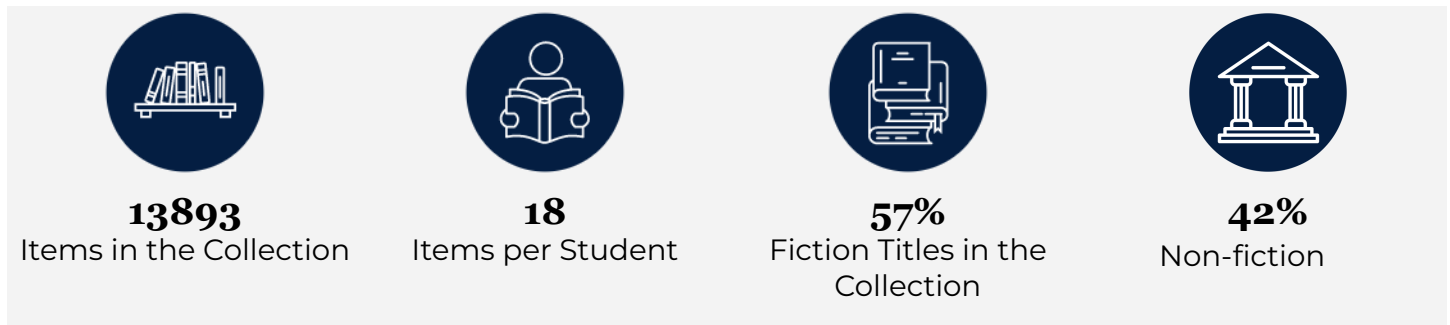 13893
Items in the Collection
18
Items per Student
57%
Fiction Titles in the
Collection
42%
Non-fiction